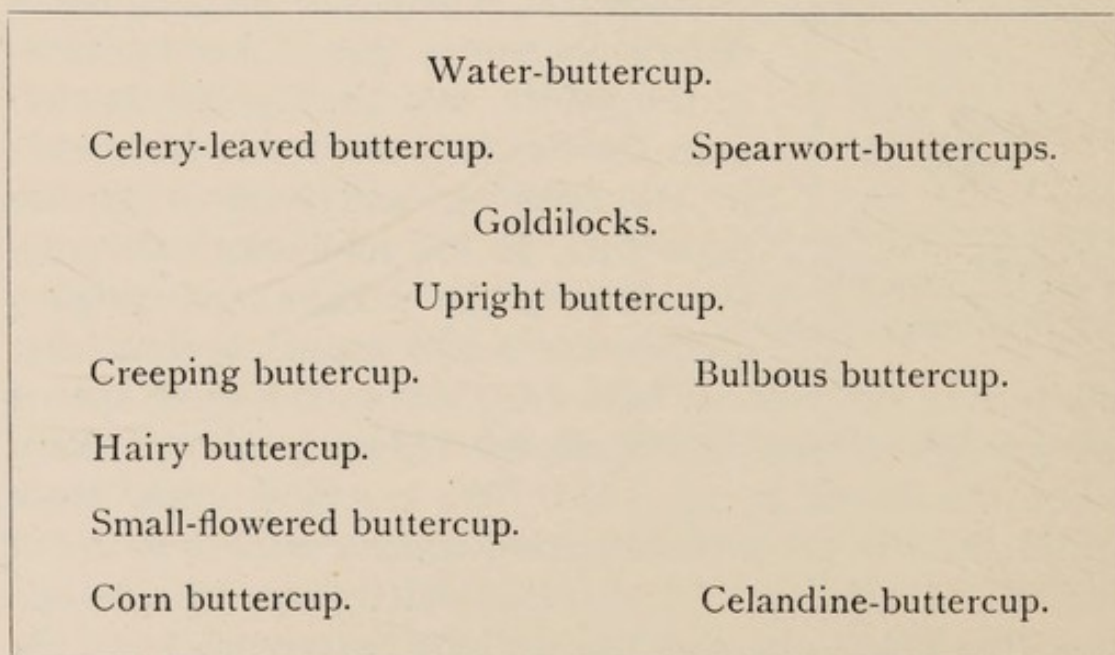 Water-buttercup.
Celery-leaved buttercup. Spearwort-buttercups.
Goldilocks.
Upright buttercup.
Creeping buttercup. Bulbous buttercup.
Hairy buttercup.
Small-flowered buttercup.
Corn buttercup. Celandine-buttercup.